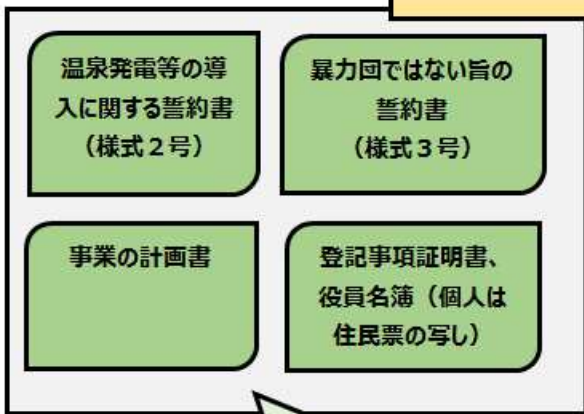 温泉発電等の導
入に関する誓約書
（様式２号）
暴力団ではない旨の
誓約書
（様式３号）
事業の計画書
登記事項証明書、
役員名簿（個人は
住民票の写し）